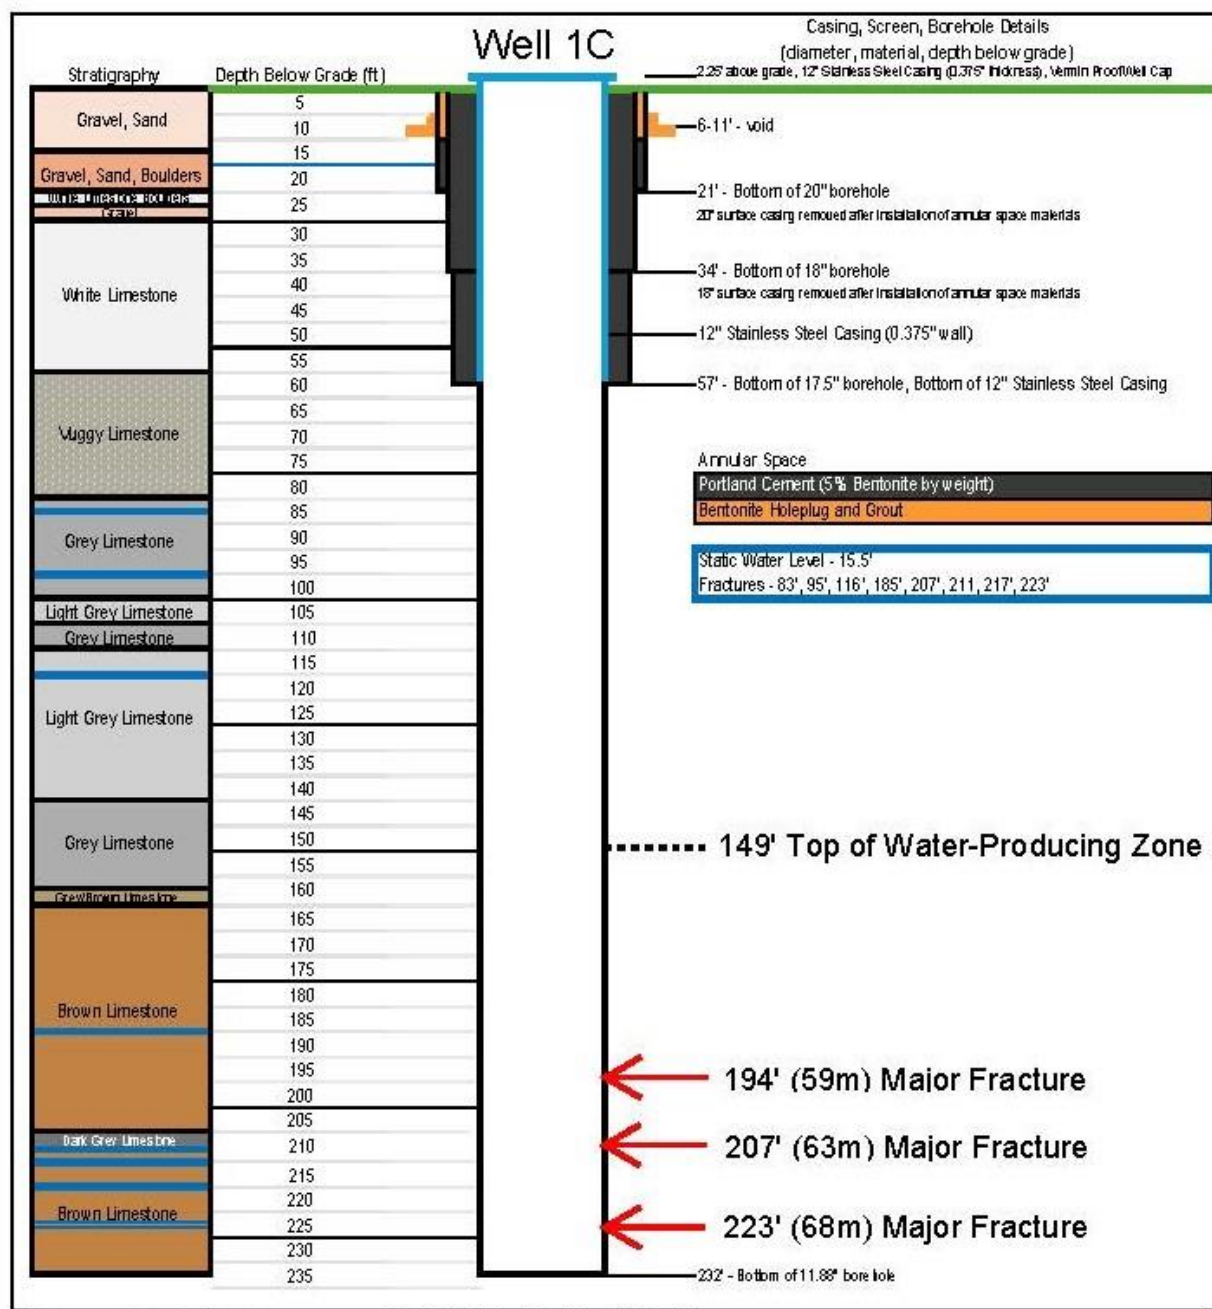 Well 1C
Casing, Screen, Borehole Details
(diameter, material, depth below grade)
Stratigraphy
Depth Below Grade (ft)
2.25' above grade, 12" Stainless Steel Casing (0.375" thickness), Vermin Proof Well Cap
Gravel, Sand
5
10
6-11' - void
15
Gravel, Sand, Boulders
20
21' - Bottom of 20" borehole
White Limestone Boulders
Gravel
25
20" surface casing removed after installation of annular space materials
30
35
34' - Bottom of 18" borehole
White Limestone
40
18" surface casing removed after installation of annular space materials
45
50
12" Stainless Steel Casing (0.375" wall)
55
60
57' - Bottom of 17.5" borehole, Bottom of 12" Stainless Steel Casing
65
Vuggy Limestone
70
75
Annular Space
80
Portland Cement (5% Bentonite by weight)
85
Bentonite Holeplug and Grout
Grey Limestone
90
95
Static Water Level - 15.5'
100
Fractures - 83', 95', 116', 185', 207', 211, 217', 223'
Light Grey Limestone
105
Grey Limestone
110
115
120
Light Grey Limestone
125
130
135
140
145
Grey Limestone
150
149' Top of Water-Producing Zone
155
Grey/Brown Limestone
160
165
170
175
180
Brown Limestone
185
190
195
194' (59m) Major Fracture
200
205
Dark Grey Limestone
210
207' (63m) Major Fracture
215
220
Brown Limestone
225
223' (68m) Major Fracture
230
235
232' - Bottom of 11.88" borehole